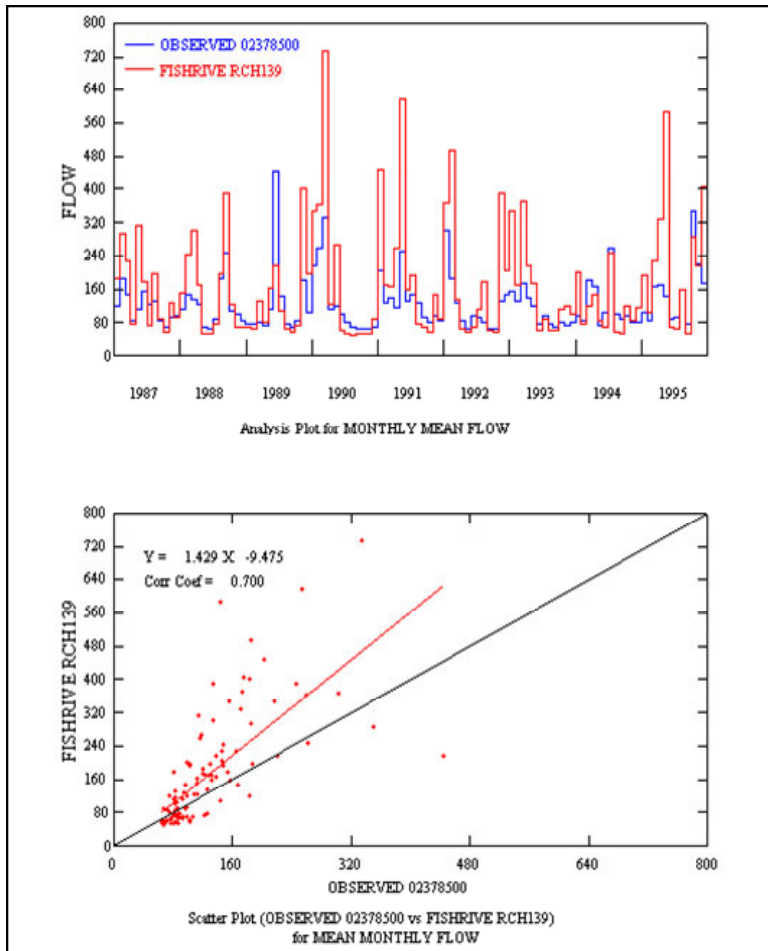 800
OBSERVED 02378500
720
FISHRIVE RCH139
640
560
480
FLOW
400
320
240
160
80
0
1987 1988 1989 1990 1991 1992 1993 1994 1995
Analysis Plot for MONTHLY MEAN FLOW
800
720
Y = 1.429 X -9.475
640
Corr Coef = 0.700
560
480
FISHRIVE RCH139
400
320
240
160
80
0
0 160 320 480 640 800
OBSERVED 02378500
Scatter Plot (OBSERVED 02378500 vs FISHRIVE RCH139)
for MEAN MONTHLY FLOW